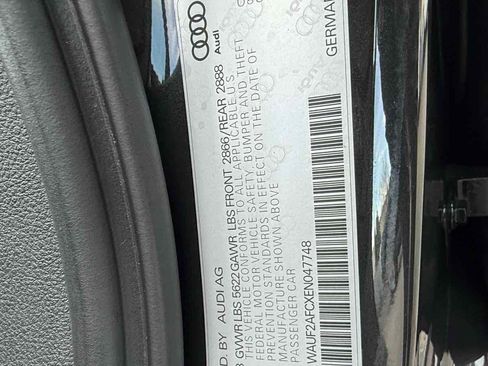 D. BY AUDI AG
GWWR LBS 5622 GAWR LBS FRONT 2866 /REAR 2888
THIS VEHICLE CONFORMS TO ALL APPLICABLE U.S.
FEDERAL MOTOR VEHICLE SAFETY, BUMPER AND THEFT
PREVENTION STANDARDS IN EFFECT ON THE DATE OF
MANUFACTURE SHOWN ABOVE
PASSENGER CAR
WAUF2AFCXEN047748
GERMAN
Audi